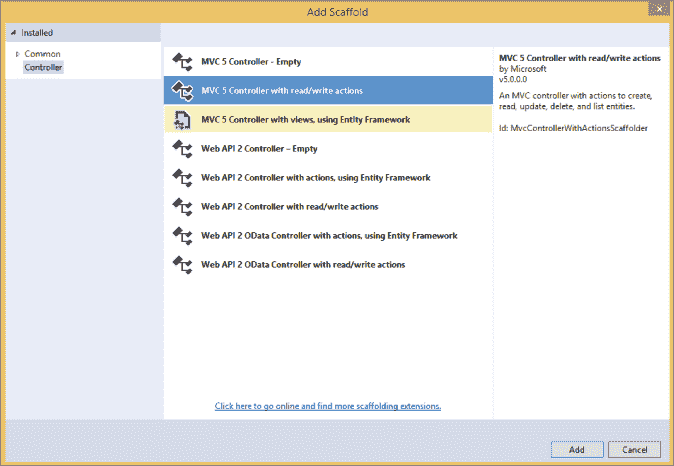 Add Scaffold
Installed
Common
Controller
MVC 5 Controller - Empty
MVC 5 Controller with read/write actions
MVC 5 Controller with views, using Entity Framework
Web API 2 Controller – Empty
Web API 2 Controller with actions, using Entity Framework
Web API 2 Controller with read/write actions
Web API 2 OData Controller with actions, using Entity Framework
Web API 2 OData Controller with read/write actions
MVC 5 Controller with read/write actions
by Microsoft
v5.0.0.0
An MVC controller with actions to create,
read, update, delete, and list entities.
Id: MvcControllerWithActionsScaffolder
Click here to go online and find more scaffolding extensions.
Add
Cancel